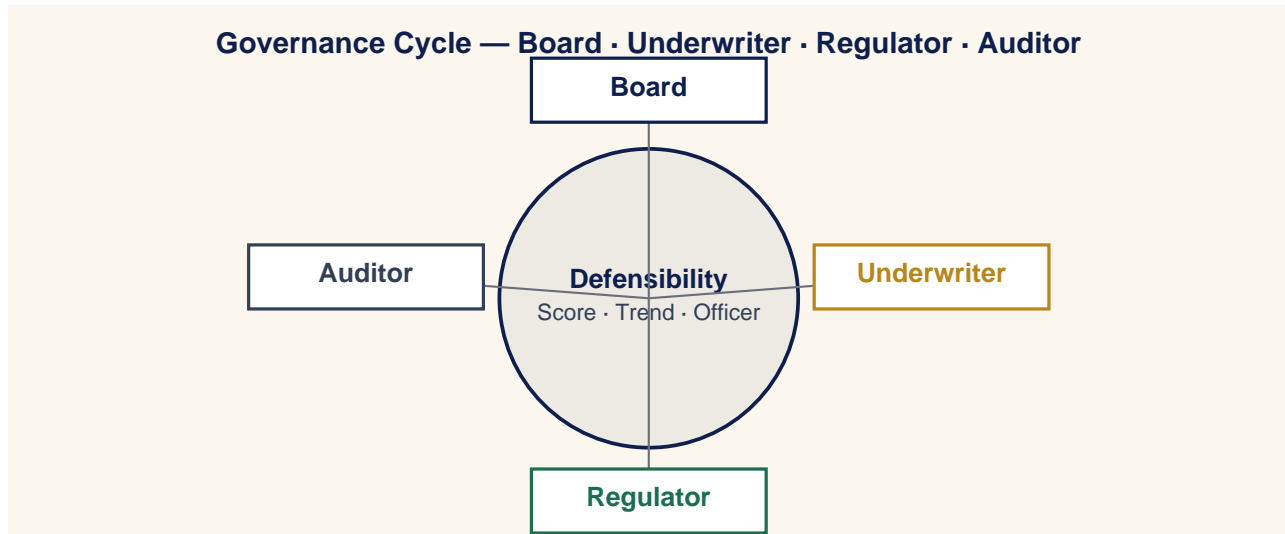 Governance Cycle — Board · Underwriter · Regulator · Auditor
Board
Auditor
Defensibility
Score · Trend · Officer
Underwriter
Regulator